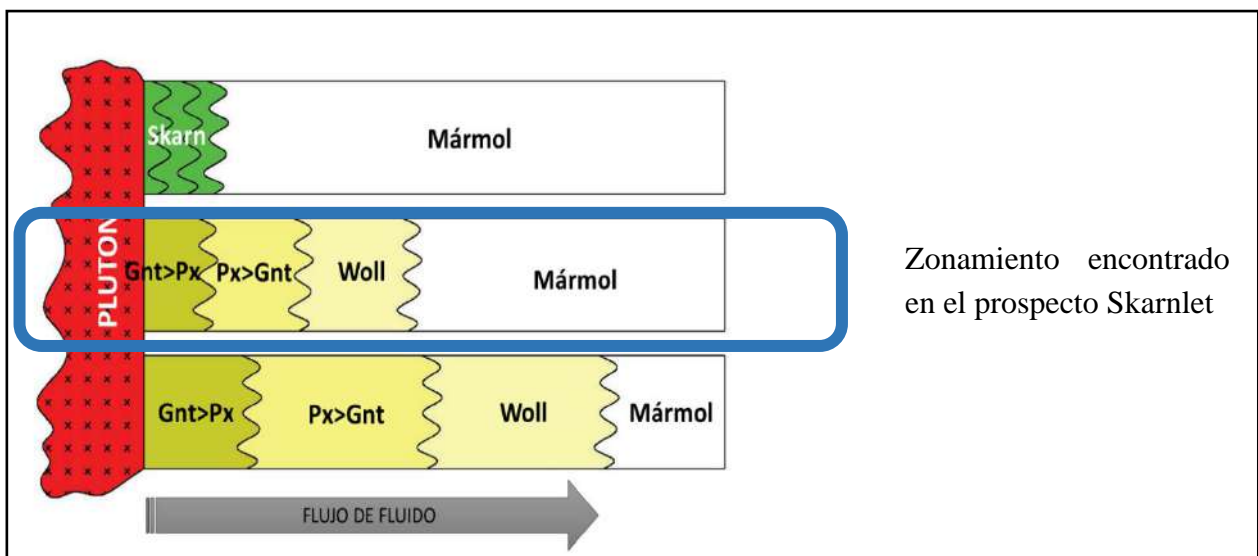 Skarn
Mármol
PLUTON
Gnt>Px
Px>Gnt
Woll
Mármol
Zonamiento encontrado
en el prospecto Skarnlet
Gnt>Px
Px>Gnt
Woll
Mármol
FLUJO DE FLUIDO